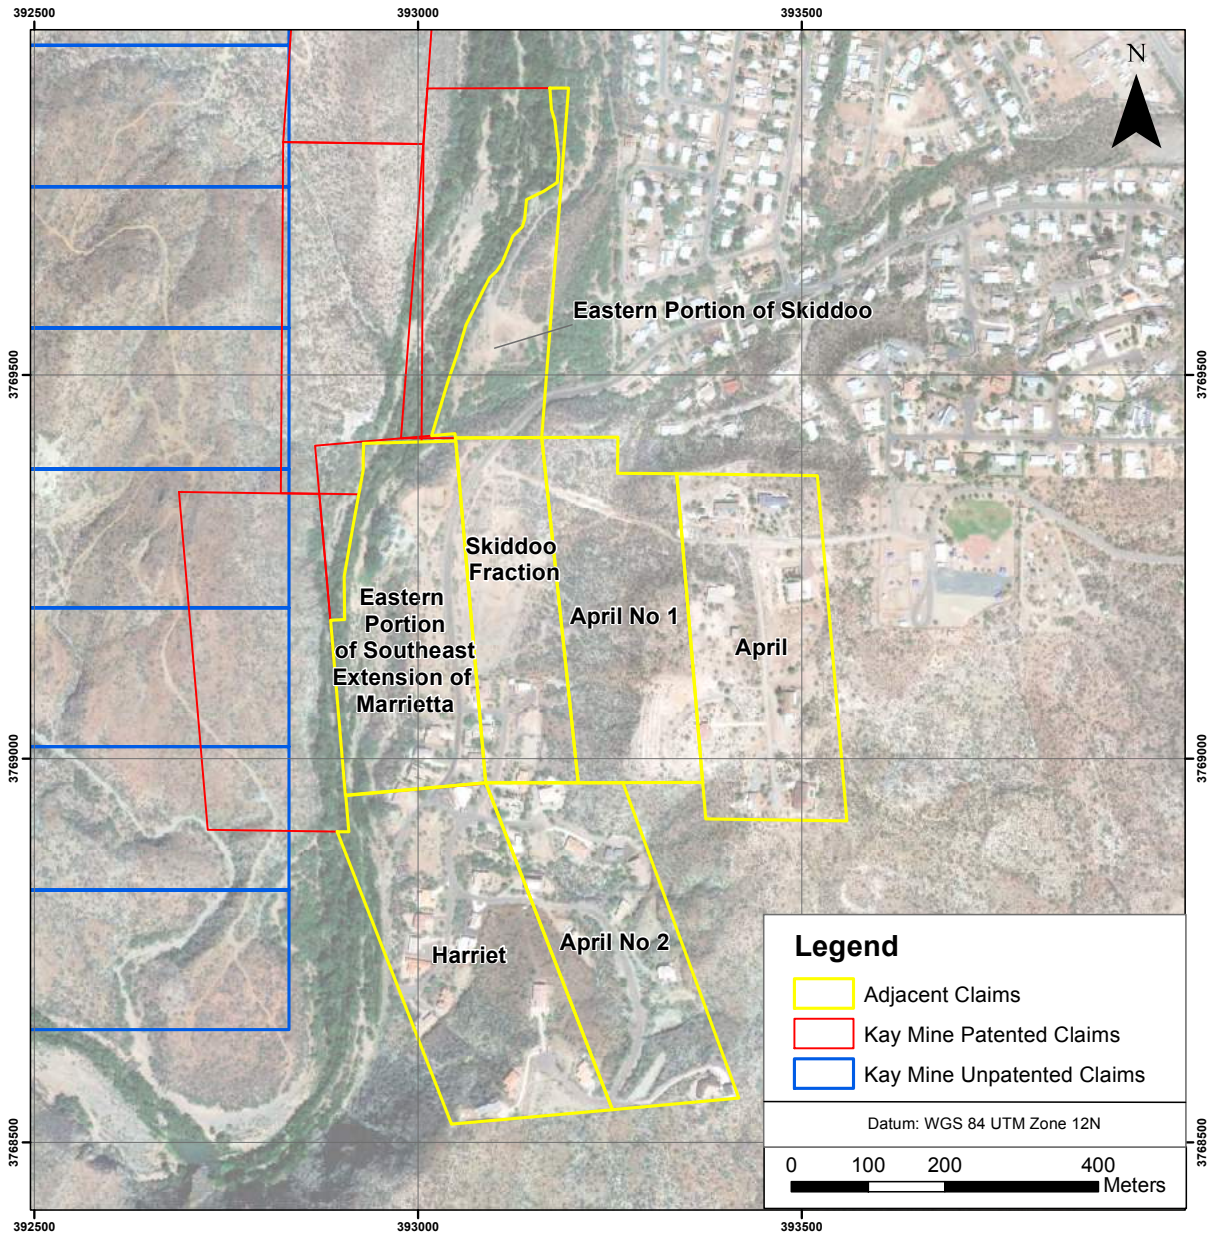 392500
393000
393500
N
Eastern Portion of Skiddoo
3769500
3769500
Skiddoo
Fraction
Eastern
Portion
of Southeast
Extension of
Marrietta
April No 1
April
3769000
3769000
Harriet
April No 2
Legend
Adjacent Claims
Kay Mine Patented Claims
Kay Mine Unpatented Claims
Datum: WGS 84 UTM Zone 12N
0 100 200 400
Meters
3768500
3768500
392500
393000
393500